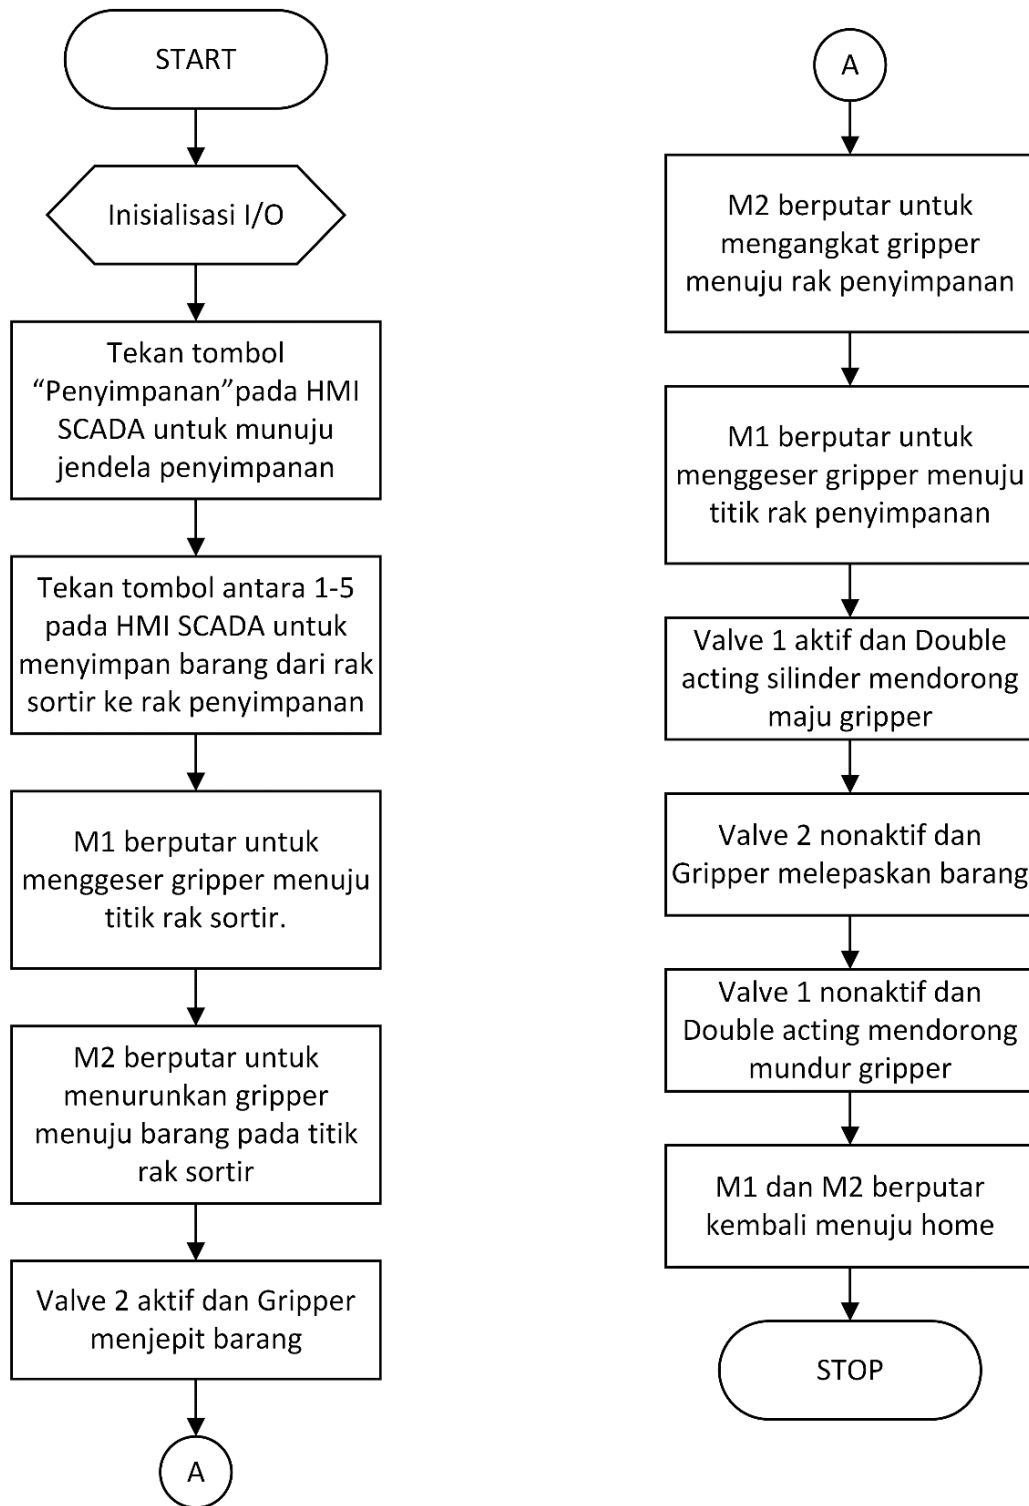 START
Inisialisasi I/O
Tekan tombol
“Penyimpanan”pada HMI
SCADA untuk munuju
jendela penyimpanan
Tekan tombol antara 1-5
pada HMI SCADA untuk
menyimpan barang dari rak
sortir ke rak penyimpanan
M1 berputar untuk
menggeser gripper menuju
titik rak sortir.
M2 berputar untuk
menurunkan gripper
menuju barang pada titik
rak sortir
Valve 2 aktif dan Gripper
menjepit barang
A
A
M2 berputar untuk
mengangkat gripper
menuju rak penyimpanan
M1 berputar untuk
menggeser gripper menuju
titik rak penyimpanan
Valve 1 aktif dan Double
acting silinder mendorong
maju gripper
Valve 2 nonaktif dan
Gripper melepaskan barang
Valve 1 nonaktif dan
Double acting mendorong
mundur gripper
M1 dan M2 berputar
kembali menuju home
STOP